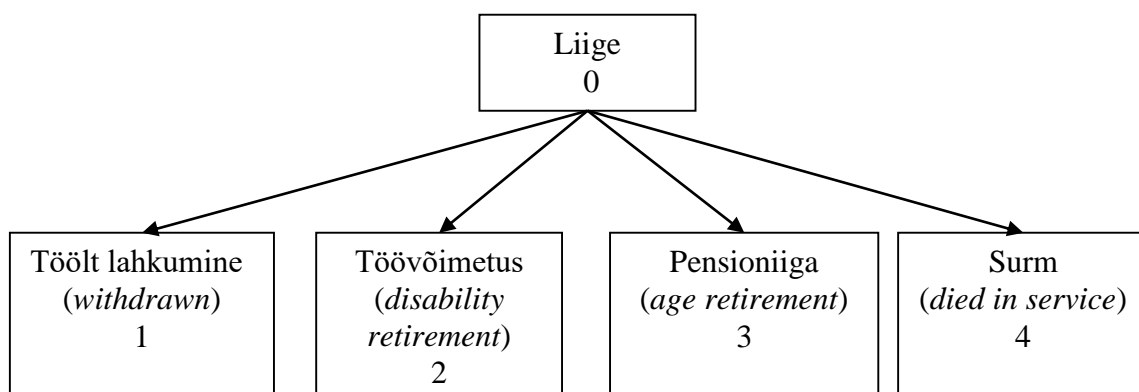 Liige
0
Töölt lahkumine
(withdrawn)
1
Töövõimetus
(disability
retirement)
2
Pensioniiga
(age retirement)
3
Surm
(died in service)
4